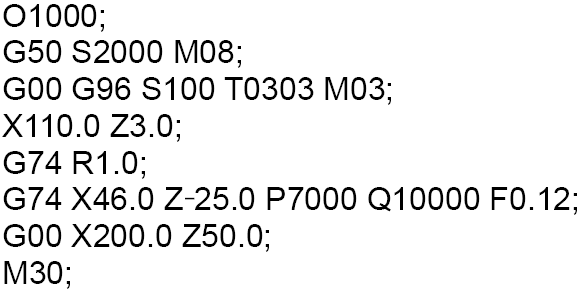 O1000;
G50 S2000 M08;
G00 G96 S100 T0303 M03;
X110.0 Z3.0;
G74 R1.0;
G74 X46.0 Z-25.0 P7000 Q10000 F0.12;
G00 X200.0 Z50.0;
M30;